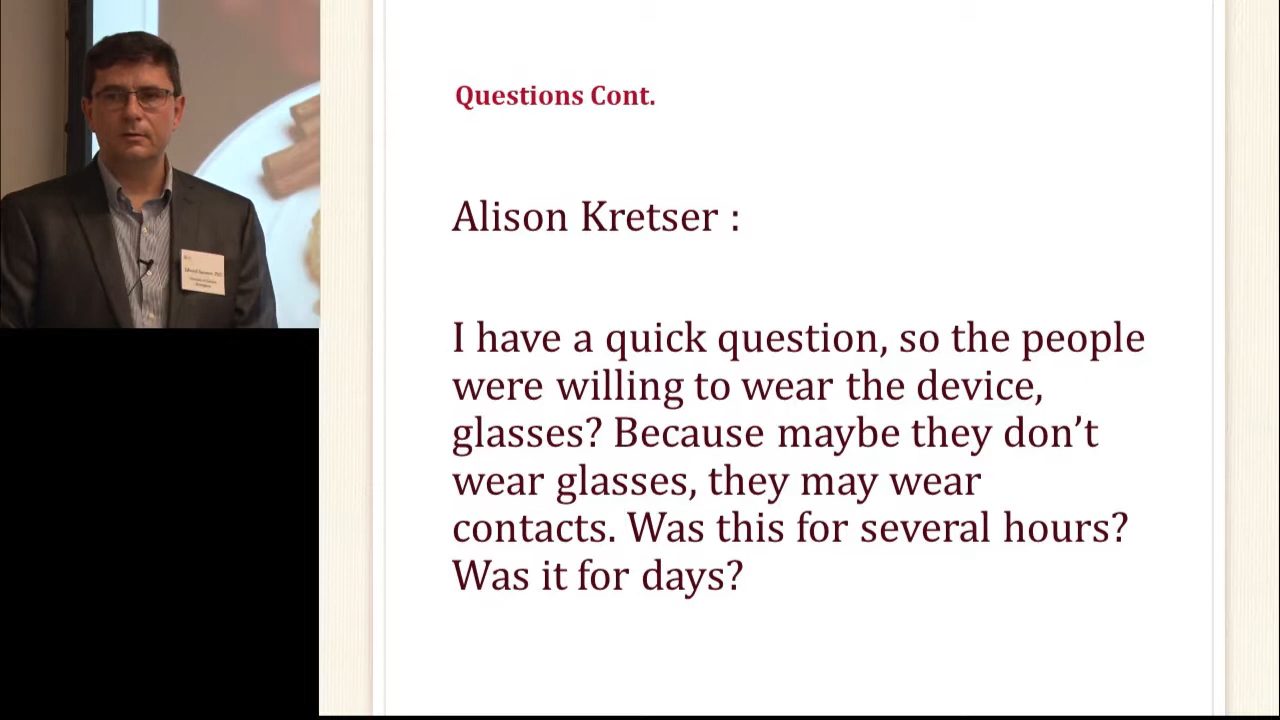 Questions Cont.
Alison Kretser :
I have a quick question, so the people
were willing to wear the device,
glasses? Because maybe they don’t
wear glasses, they may wear
contacts. Was this for several hours?
Was it for days?